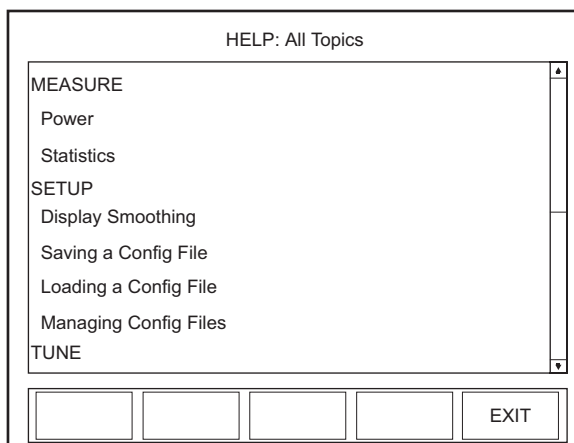 HELP: All Topics
MEASURE
Power
Statistics
SETUP
Display Smoothing
Saving a Config File
Loading a Config File
Managing Config Files
TUNE
EXIT